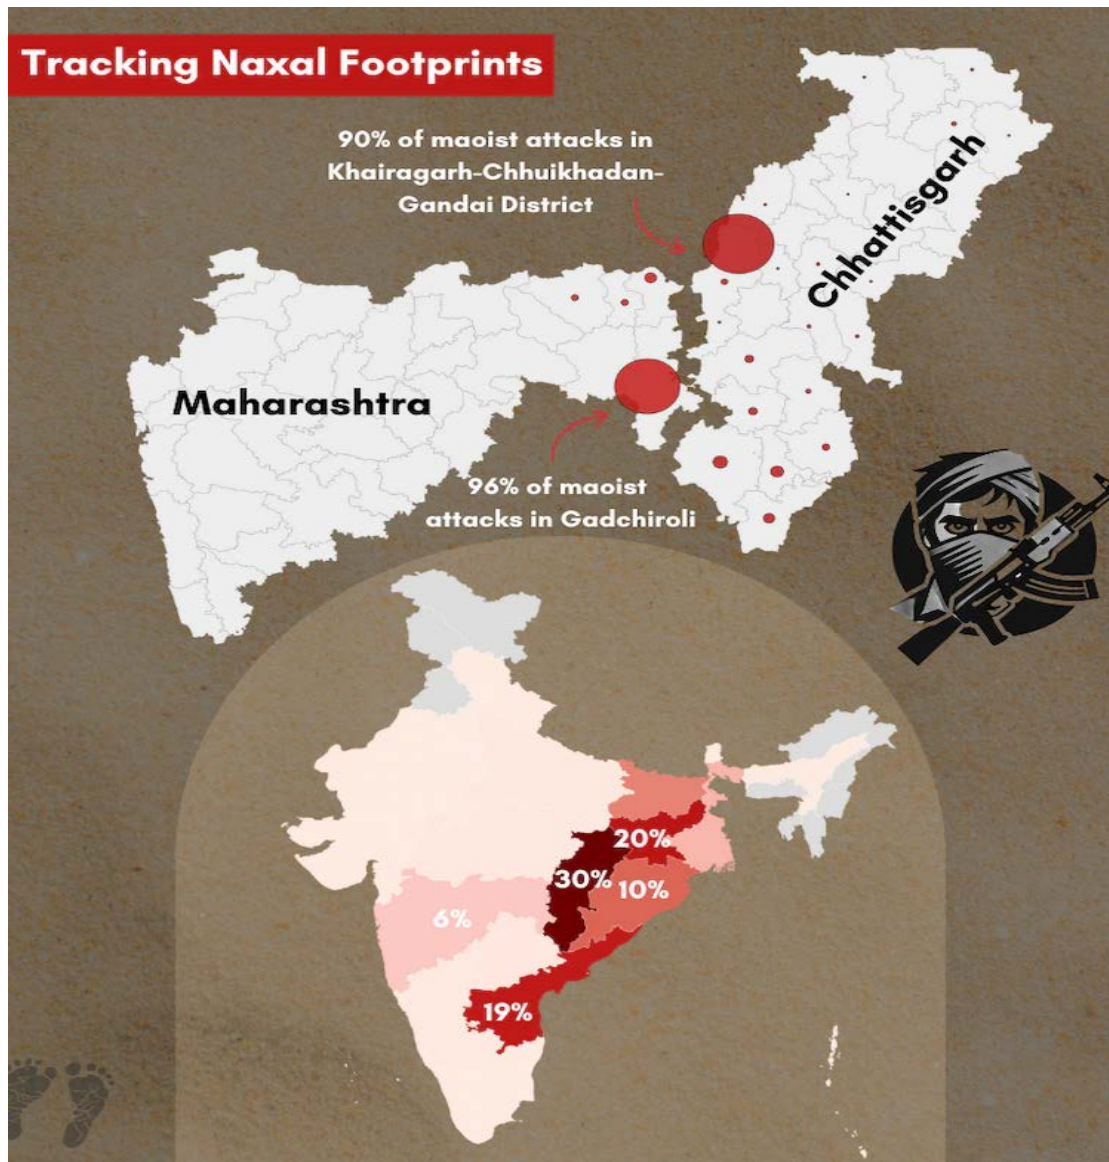 Tracking Naxal Footprints
90% of maoist attacks in
Khairagarh-Chhuikhadan-
Gandai District
Chhattisgarh
Maharashtra
96% of maoist
attacks in Gadchiroli
20%
30%
10%
6%
19%